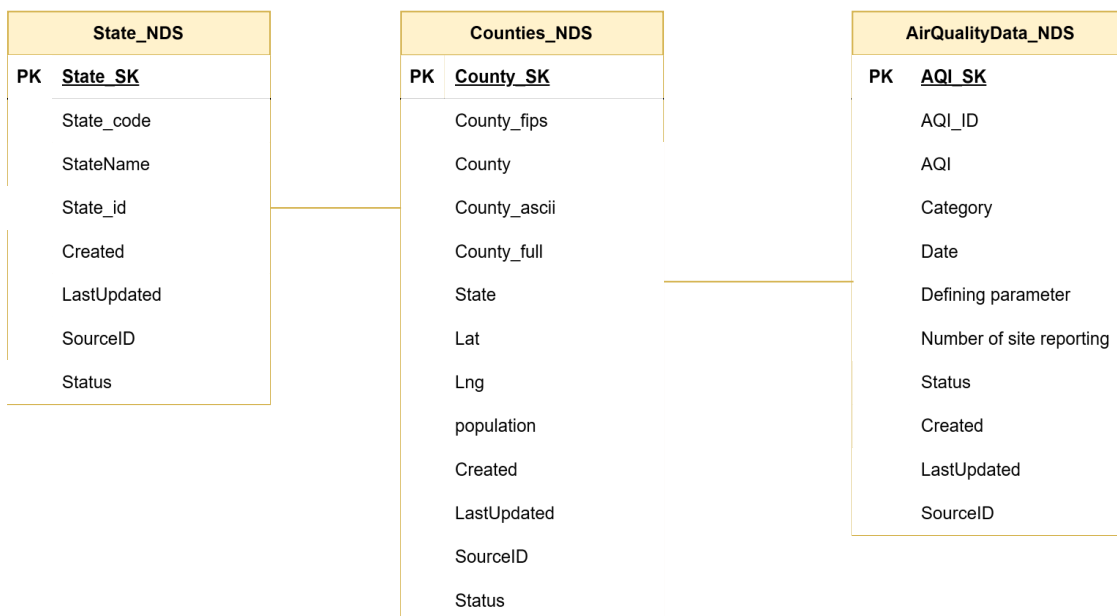 State_NDS
PK State_SK
State_code
StateName
State_id
Created
LastUpdated
SourceID
Status
Counties_NDS
PK County_SK
County_fips
County
County_ascii
County_full
State
Lat
Lng
population
Created
LastUpdated
SourceID
Status
AirQualityData_NDS
PK AQI_SK
AQI_ID
AQI
Category
Date
Defining parameter
Number of site reporting
Status
Created
LastUpdated
SourceID